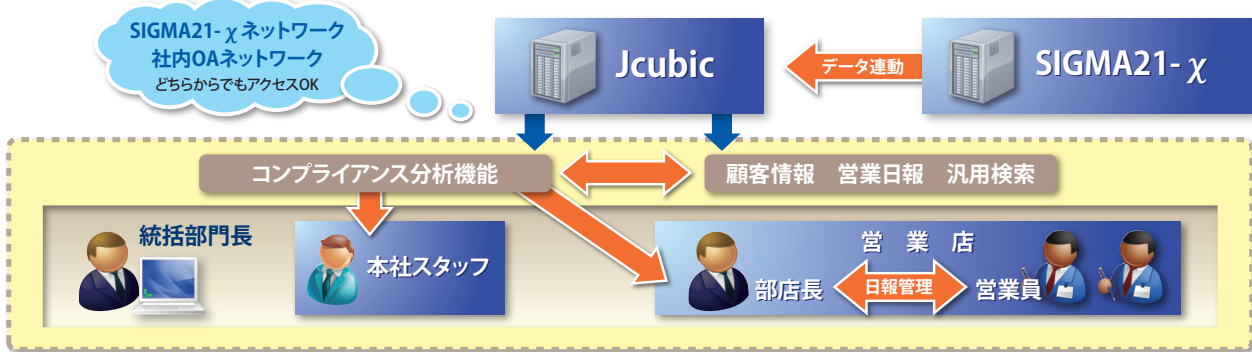 SIGMA21-χネットワーク
社内OAネットワーク
どちらからでもアクセスOK
Jcubic
データ連動
SIGMA21-χ
コンプライアンス分析機能
顧客情報 営業日報 汎用検索
統括部門長
本社スタッフ
営業店
部店長
日報管理
営業員